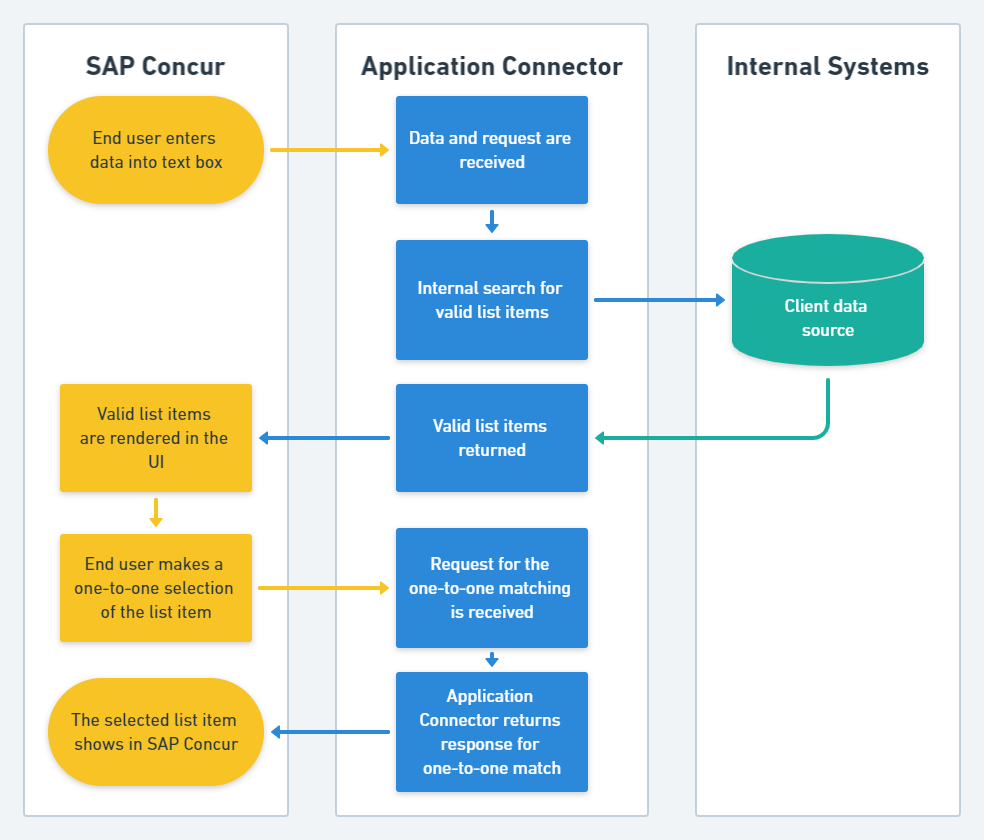 SAP Concur
Application Connector
Internal Systems
End user enters
data into text box
Data and request are
received
Internal search for
valid list items
Client data
source
Valid list items
are rendered in the
UI
Valid list items
returned
End user makes a
one-to-one selection
of the list item
Request for the
one-to-one matching
is received
The selected list item
shows in SAP Concur
Application
Connector returns
response for
one-to-one match